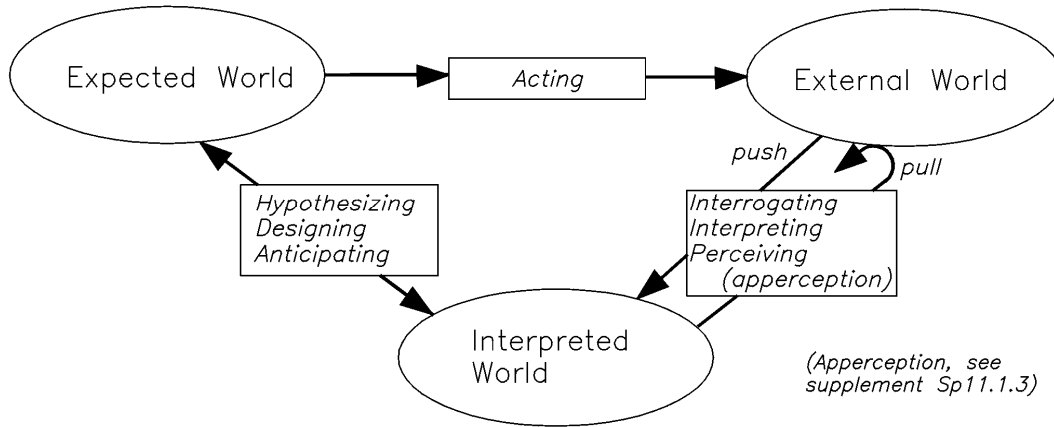 Expected World
Acting
External World
push
pull
Hypothesizing
Designing
Anticipating
Interrogating
Interpreting
Perceiving
(apperception)
Interpreted
World
(Apperception, see
supplement Sp11.1.3)